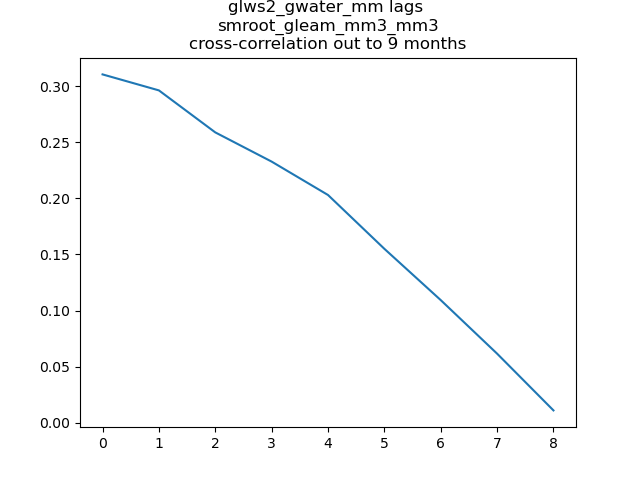 glws2_gwater_mm lags
smroot_gleam_mm3_mm3
cross-correlation out to 9 months
0.30
0.25
0.20
0.15
0.10
0.05
0.00
0 1 2 3 4 5 6 7 8